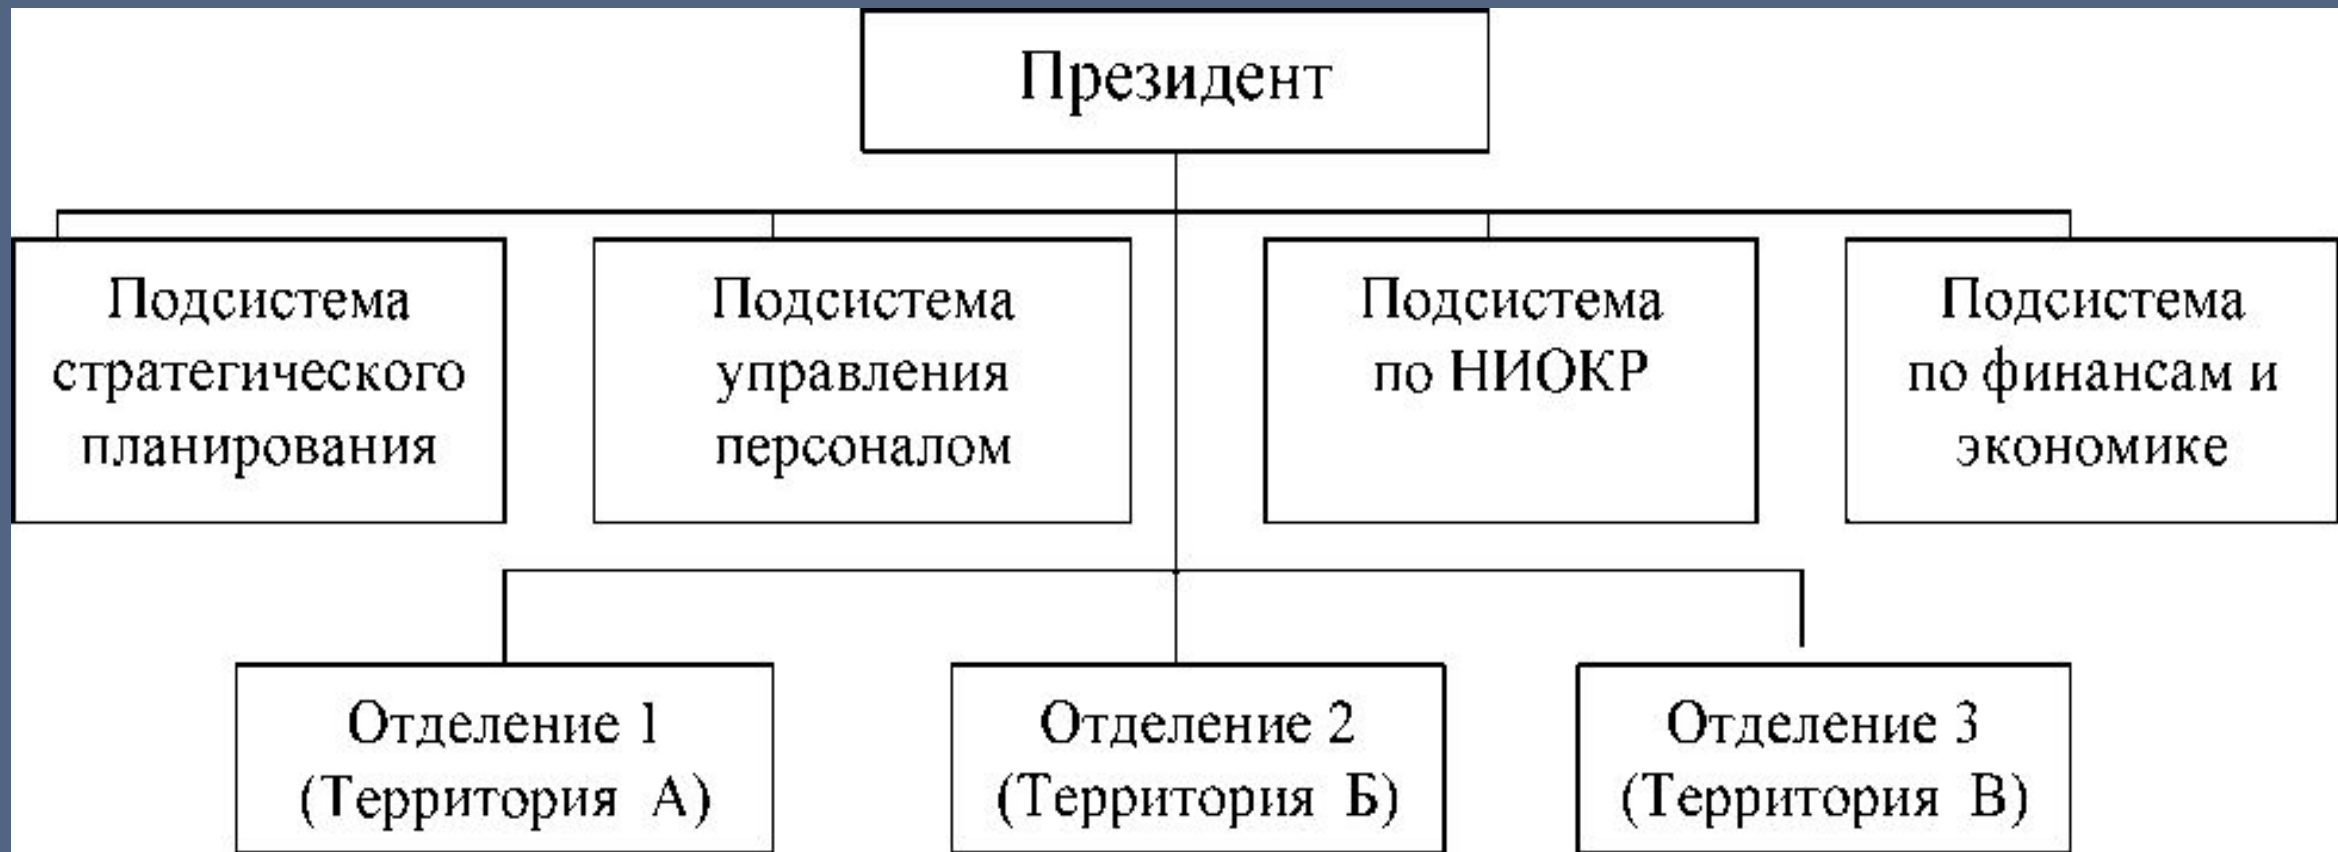 Президент
Подсистема
стратегического
планирования
Подсистема
управления
персоналом
Подсистема
по НИОКР
Подсистема
по финансам и
экономике
Отделение 1
(Территория А)
Отделение 2
(Территория Б)
Отделение 3
(Территория В)